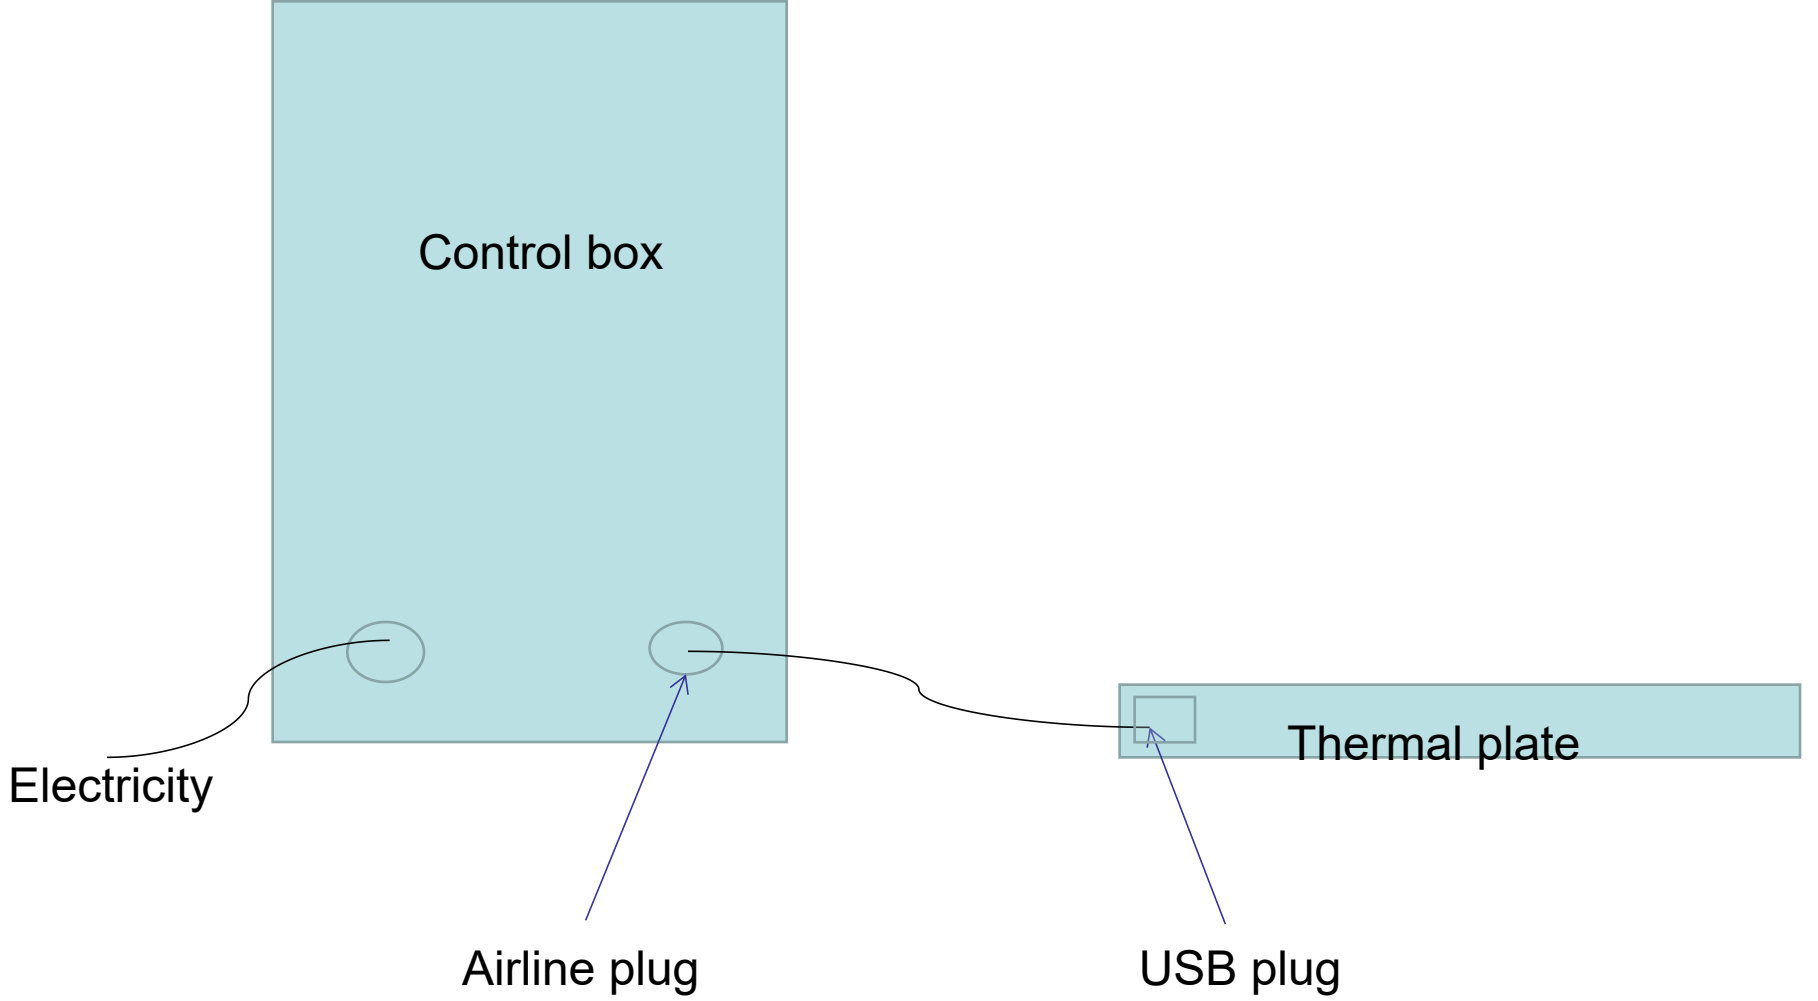 Control box
Thermal plate
Electricity
Airline plug
USB plug